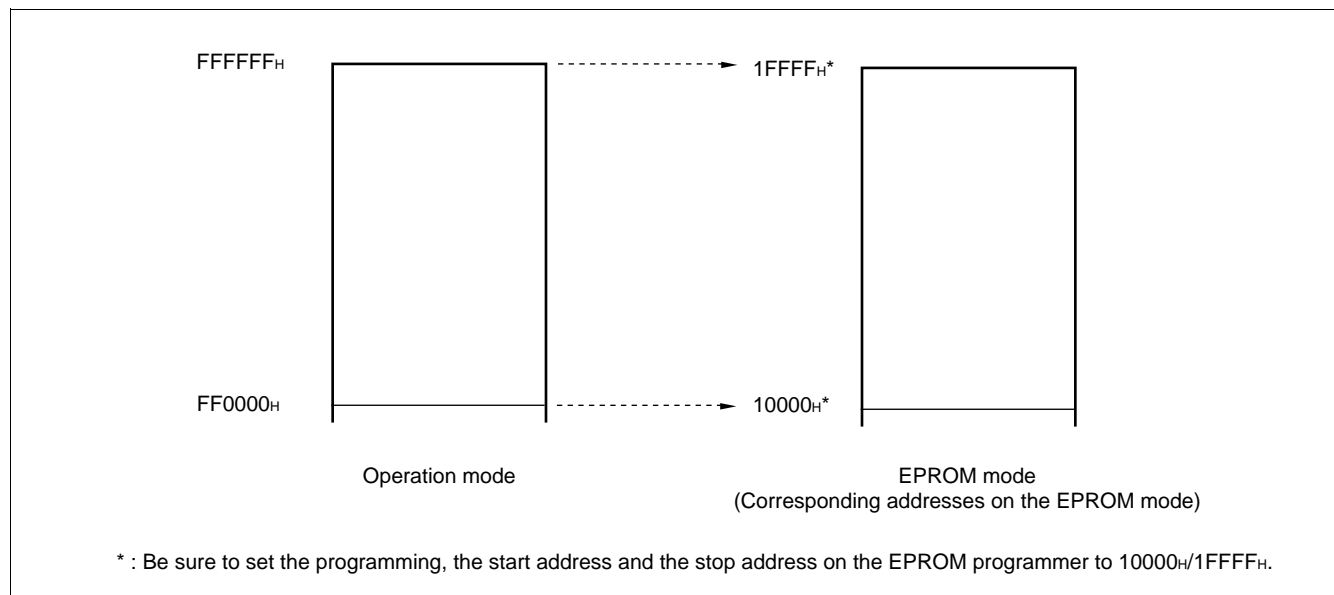 FFFFFFH 1FFFFH*
FF0000H 10000H*
Operation mode EPROM mode
(Corresponding addresses on the EPROM mode)
* : Be sure to set the programming, the start address and the stop address on the EPROM programmer to 10000H/1FFFFH.